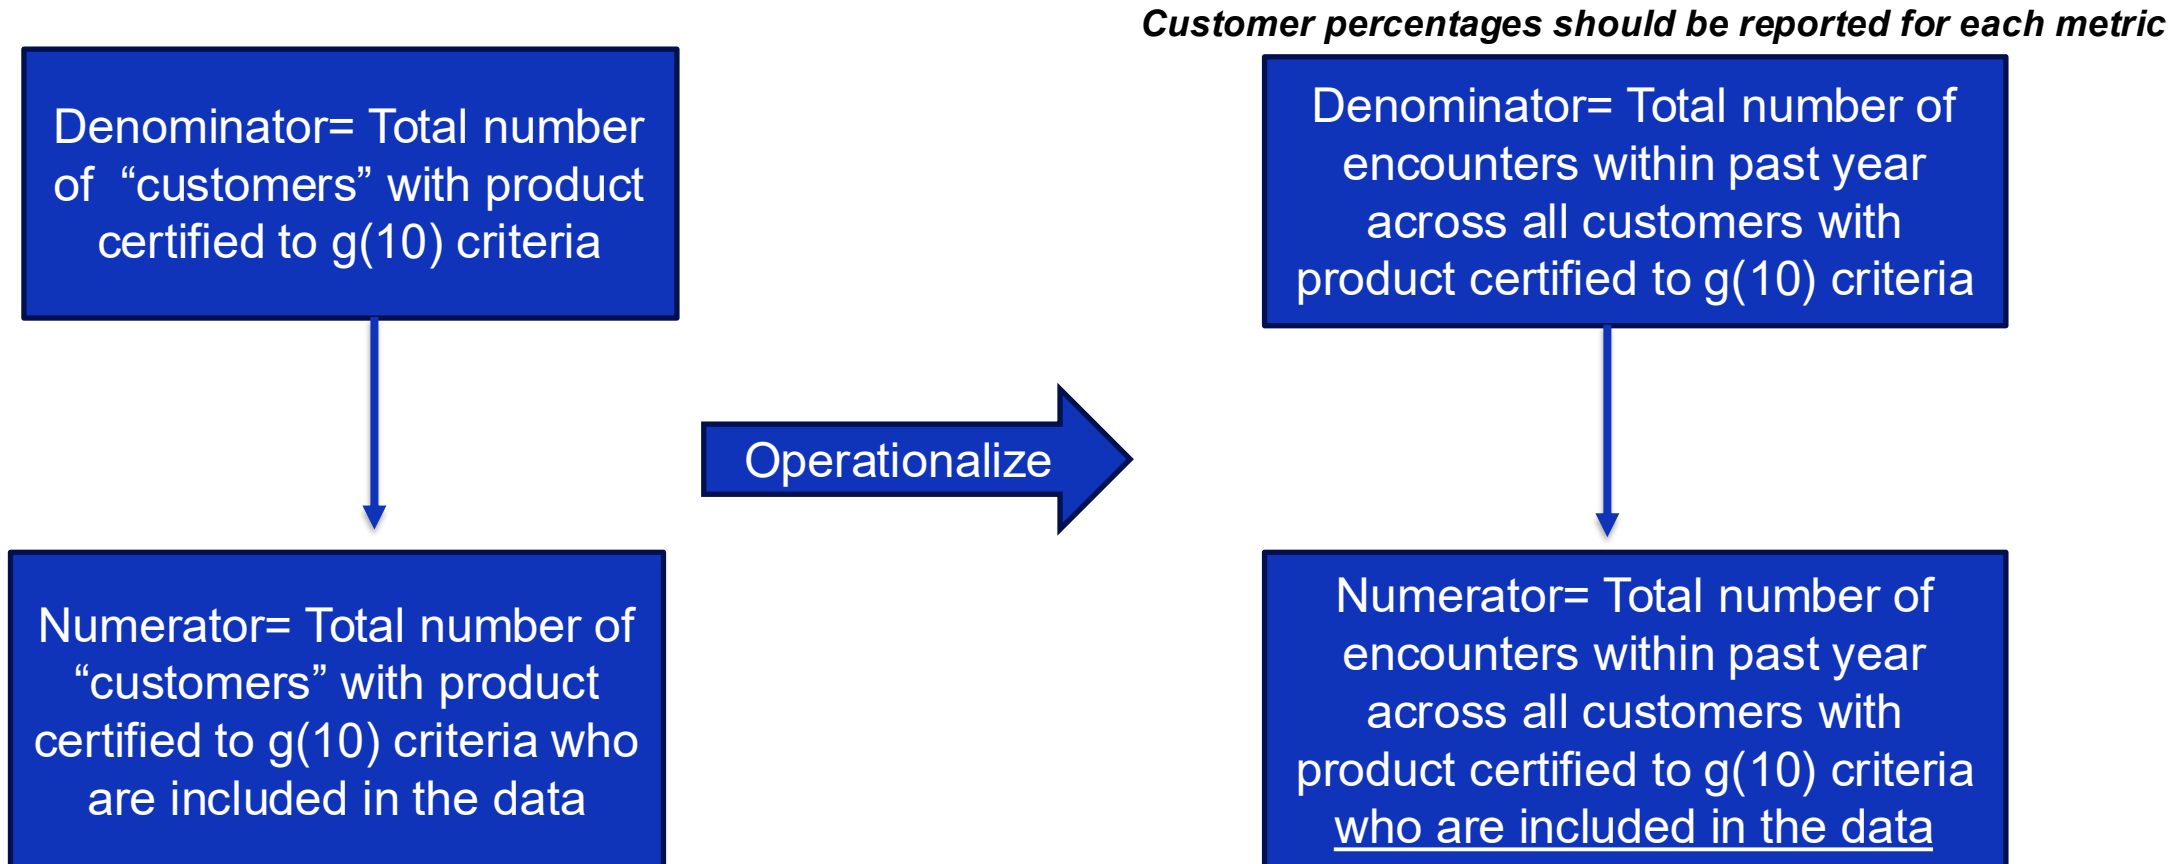 Customer percentages should be reported for each metric
Denominator= Total number
of “customers” with product
certified to g(10) criteria
Denominator= Total number of
encounters within past year
across all customers with
product certified to g(10) criteria
Operationalize
Numerator= Total number of
“customers” with product
certified to g(10) criteria who
are included in the data
Numerator= Total number of
encounters within past year
across all customers with
product certified to g(10) criteria
who are included in the data